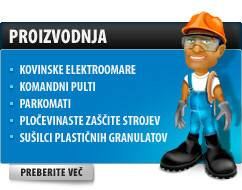 PROIZVODNJA
KOVINSKE ELEKTROOMARE
KOMANDNI PULTI
PARKOMATI
PLOČEVINASTE ZAŠČITE STROJEV
SUŠILCI PLASTIČNIH GRANULATOV
PREBERITE VEČ